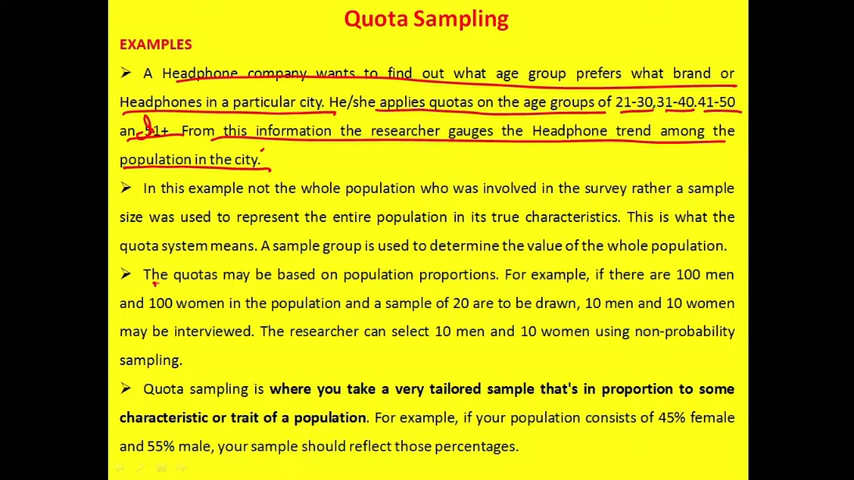 Quota Sampling
EXAMPLES
➢ A Headphone company wants to find out what age group prefers what brand or
Headphones in a particular city. He/she applies quotas on the age groups of 21-30,31-40.41-50
an 51+ From this information the researcher gauges the Headphone trend among the
population in the city.
➢ In this example not the whole population who was involved in the survey rather a sample
size was used to represent the entire population in its true characteristics. This is what the
quota system means. A sample group is used to determine the value of the whole population.
➢ The quotas may be based on population proportions. For example, if there are 100 men
and 100 women in the population and a sample of 20 are to be drawn, 10 men and 10 women
may be interviewed. The researcher can select 10 men and 10 women using non-probability
sampling.
➢ Quota sampling is where you take a very tailored sample that's in proportion to some
characteristic or trait of a population. For example, if your population consists of 45% female
and 55% male, your sample should reflect those percentages.